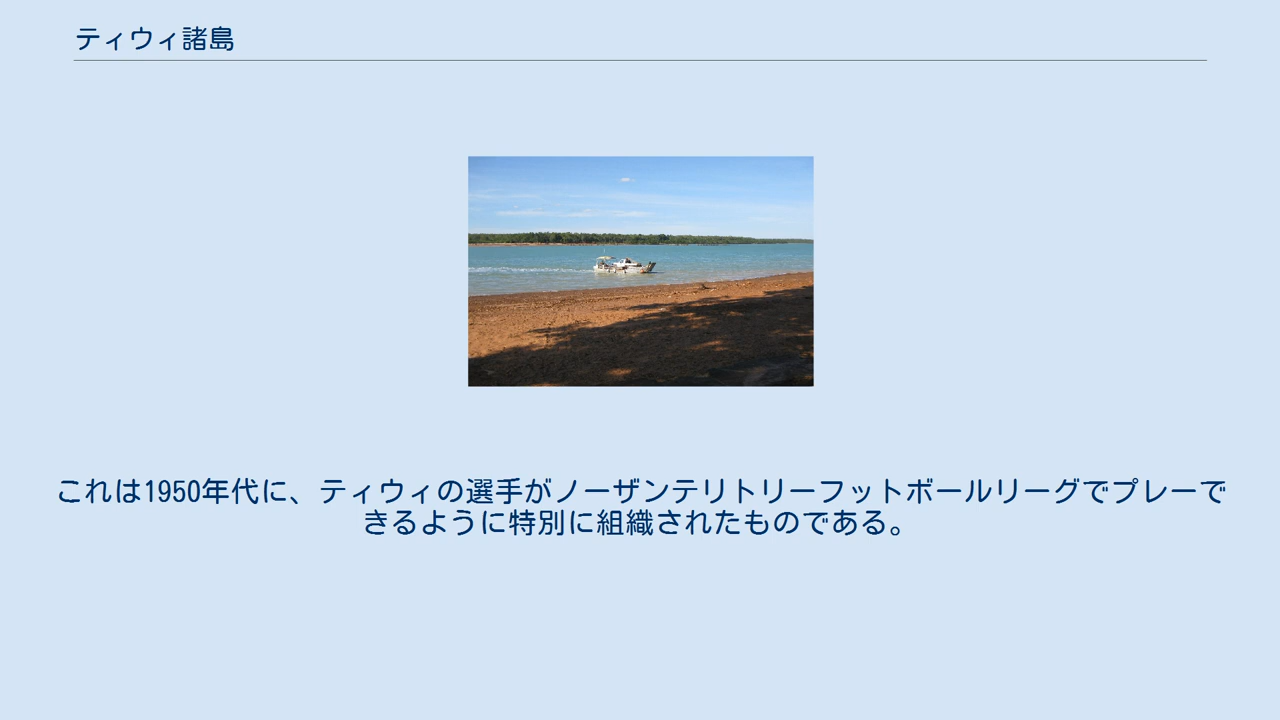 ティウィ諸島
これは1950年代に、ティウィの選手がノーザンテリトリーフットボールリーグでプレーで
きるように特別に組織されたものである。